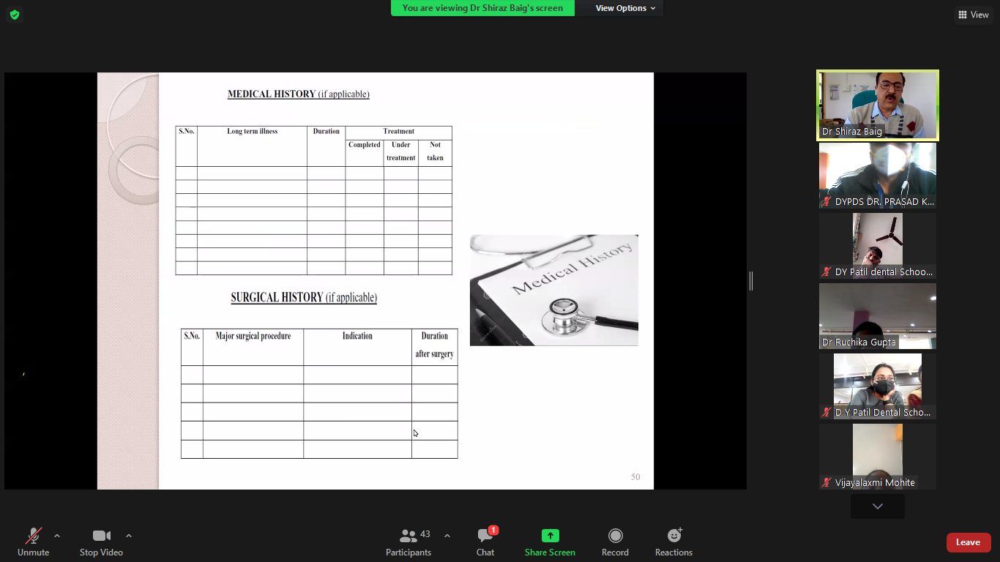 You are viewing Dr Shiraz Baig's screen
View Options
View
MEDICAL HISTORY (if applicable)
S.No.
Long term illness
Duration
Treatment
Completed
Under
treatment
Not
taken
Medical History
SURGICAL HISTORY (if applicable)
S.No.
Major surgical procedure
Indication
Duration
after surgery
50
Dr Shiraz Baig
DYPDS DR. PRASAD K...
DY Patil dental Schoo...
Dr Ruchika Gupta
D Y Patil Dental Scho...
Vijayalaxmi Mohite
Unmute
Stop Video
43
Participants
1
Chat
Share Screen
Record
Reactions
Leave